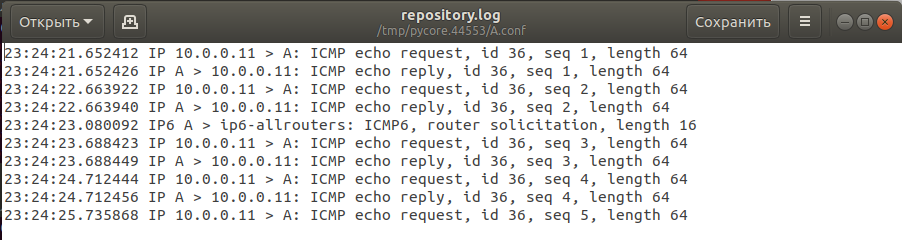 Открыть
repository.log
/tmp/pycore.44553/A.conf
Сохранить
23:24:21.652412 IP 10.0.0.11 > A: ICMP echo request, id 36, seq 1, length 64
23:24:21.652426 IP A > 10.0.0.11: ICMP echo reply, id 36, seq 1, length 64
23:24:22.663922 IP 10.0.0.11 > A: ICMP echo request, id 36, seq 2, length 64
23:24:22.663940 IP A > 10.0.0.11: ICMP echo reply, id 36, seq 2, length 64
23:24:23.080092 IP6 A > ip6-allrouters: ICMP6, router solicitation, length 16
23:24:23.688423 IP 10.0.0.11 > A: ICMP echo request, id 36, seq 3, length 64
23:24:23.688449 IP A > 10.0.0.11: ICMP echo reply, id 36, seq 3, length 64
23:24:24.712444 IP 10.0.0.11 > A: ICMP echo request, id 36, seq 4, length 64
23:24:24.712456 IP A > 10.0.0.11: ICMP echo reply, id 36, seq 4, length 64
23:24:25.735868 IP 10.0.0.11 > A: ICMP echo request, id 36, seq 5, length 64